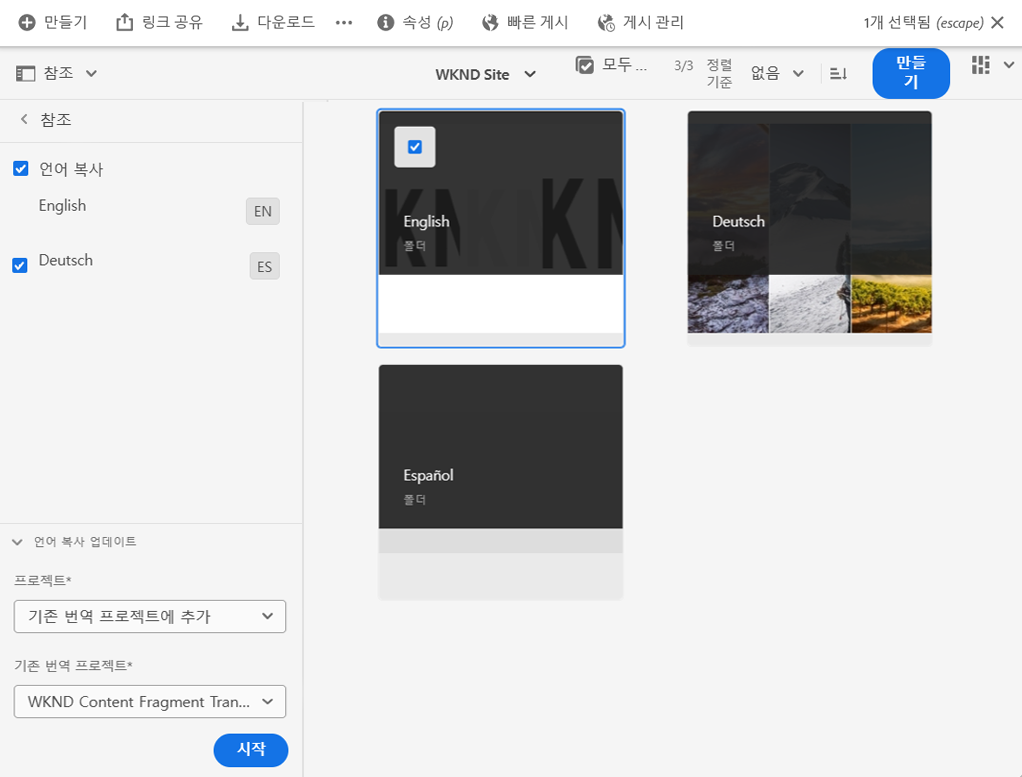 만들기 링크 공유 다운로드 ••• 속성 (p) 빠른 게시 게시 관리 1개 선택됨 (escape)
참조 WKND Site 모두 ... 3/3 정렬 기준 없음 만들기
참조
언어 복사
English EN
Deutsch ES
언어 복사 업데이트
프로젝트*
기존 번역 프로젝트에 추가
기존 번역 프로젝트*
WKND Content Fragment Tran...
시작
English
폴더
Deutsch
폴더
Español
폴더